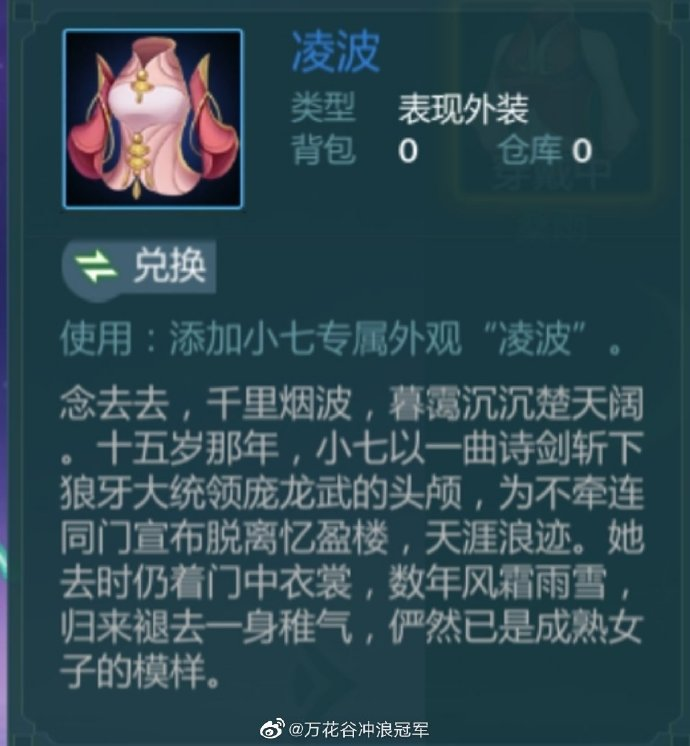 凌波
类型 表现外装
背包 0 仓库 0
穿戴中
兑换
使用：添加小七专属外观“凌波”。
念去去，千里烟波，暮霭沉沉楚天阔
。十五岁那年，小七以一曲诗剑斩下
狼牙大统领庞龙武的头颅，为不牵连
同门宣布脱离忆盈楼，天涯浪迹。她
去时仍着门中衣裳，数年风霜雨雪，
归来褪去一身稚气，俨然已是成熟女
子的模样。
@万花谷冲浪冠军